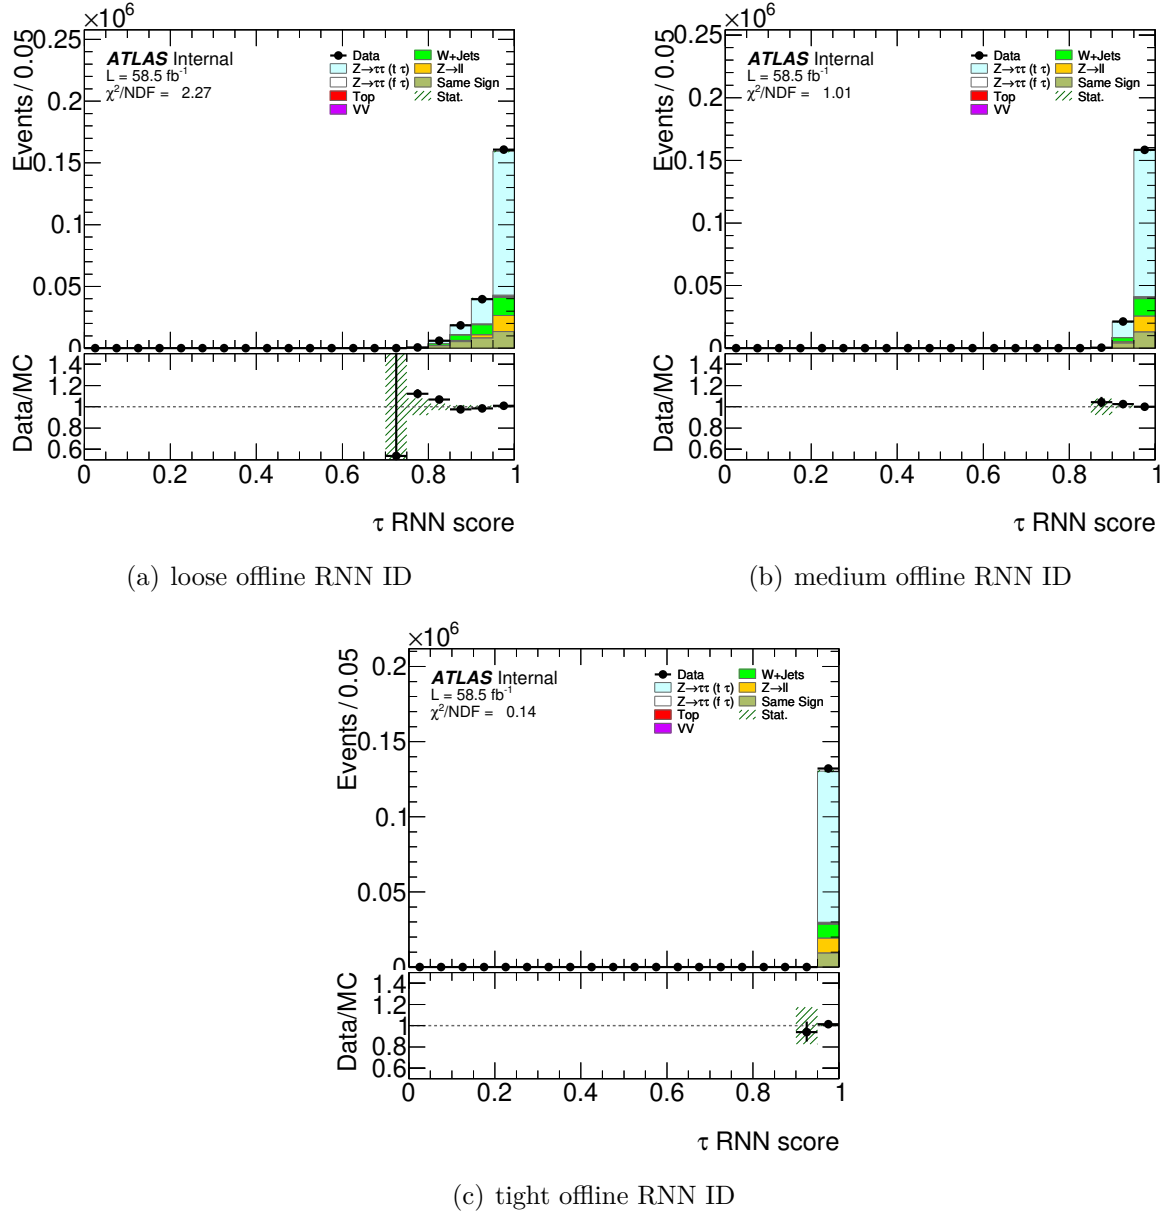 ×10⁶
Events / 0.05
0.25
0.2
0.15
0.1
0.05
0
ATLAS Internal
L = 58.5 fb⁻¹
χ²/NDF = 2.27
Data
Z→ττ (t τ)
Z→ττ (f τ)
Top
VV
W+Jets
Z→ll
Same Sign
Stat.
Data/MC
1.4
1.2
1
0.8
0.6
0 0.2 0.4 0.6 0.8 1
τ RNN score
(a) loose offline RNN ID
×10⁶
Events / 0.05
0.25
0.2
0.15
0.1
0.05
0
ATLAS Internal
L = 58.5 fb⁻¹
χ²/NDF = 1.01
Data
Z→ττ (t τ)
Z→ττ (f τ)
Top
VV
W+Jets
Z→ll
Same Sign
Stat.
Data/MC
1.4
1.2
1
0.8
0.6
0 0.2 0.4 0.6 0.8 1
τ RNN score
(b) medium offline RNN ID
×10⁶
Events / 0.05
0.2
0.15
0.1
0.05
0
ATLAS Internal
L = 58.5 fb⁻¹
χ²/NDF = 0.14
Data
Z→ττ (t τ)
Z→ττ (f τ)
Top
VV
W+Jets
Z→ll
Same Sign
Stat.
Data/MC
1.4
1.2
1
0.8
0.6
0 0.2 0.4 0.6 0.8 1
τ RNN score
(c) tight offline RNN ID